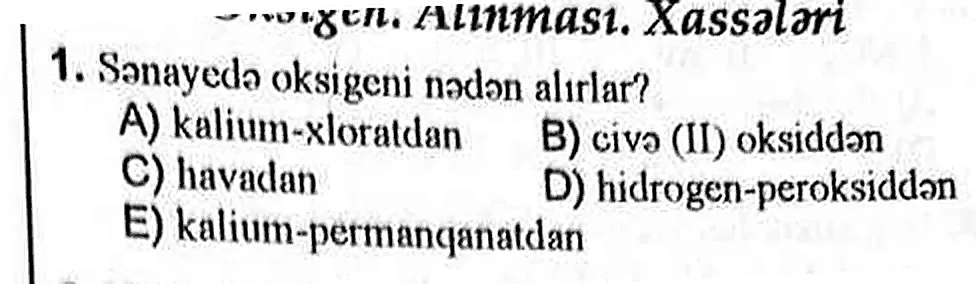 Alınması. Xassələri
1. Sənayedə oksigeni nədən alırlar?
A) kalium-xloratdan B) civə (II) oksiddən
C) havadan D) hidrogen-peroksiddən
E) kalium-permanqanatdan